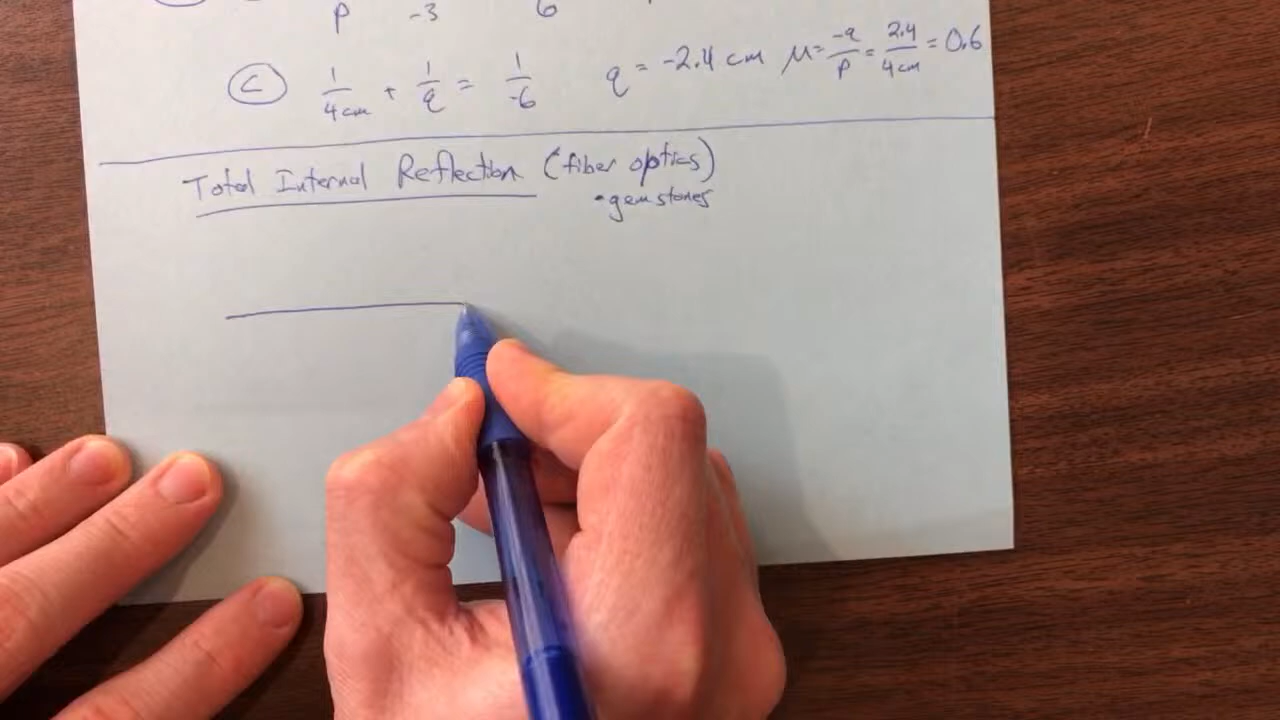 P -3 6
C 1/4cm + 1/q = 1/-6 q = -2.4 cm M = -q/P = 2.4/4cm = 0.6
Total Internal Reflection (fiber optics)
• gem stones